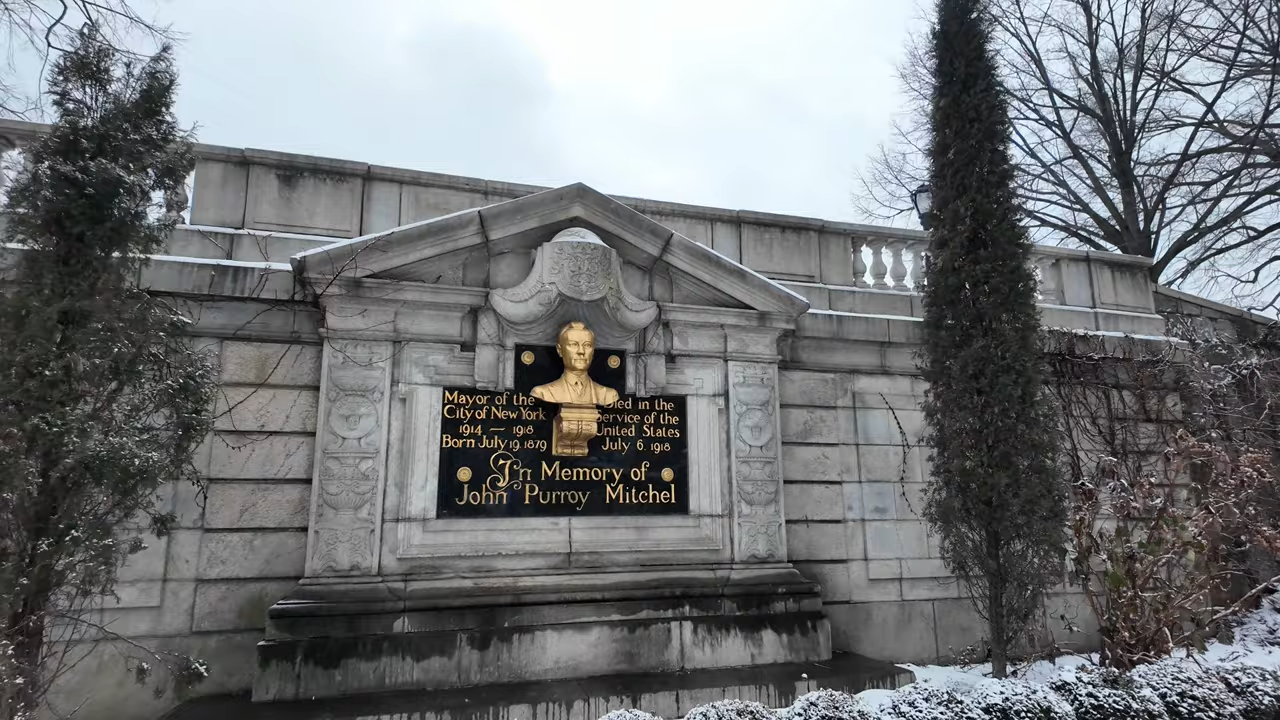 Mayor of the
City of New York
1914 — 1918
Born July 19, 1879
Died in the
Service of the
United States
July 6, 1918
In Memory of
John Purroy Mitchel